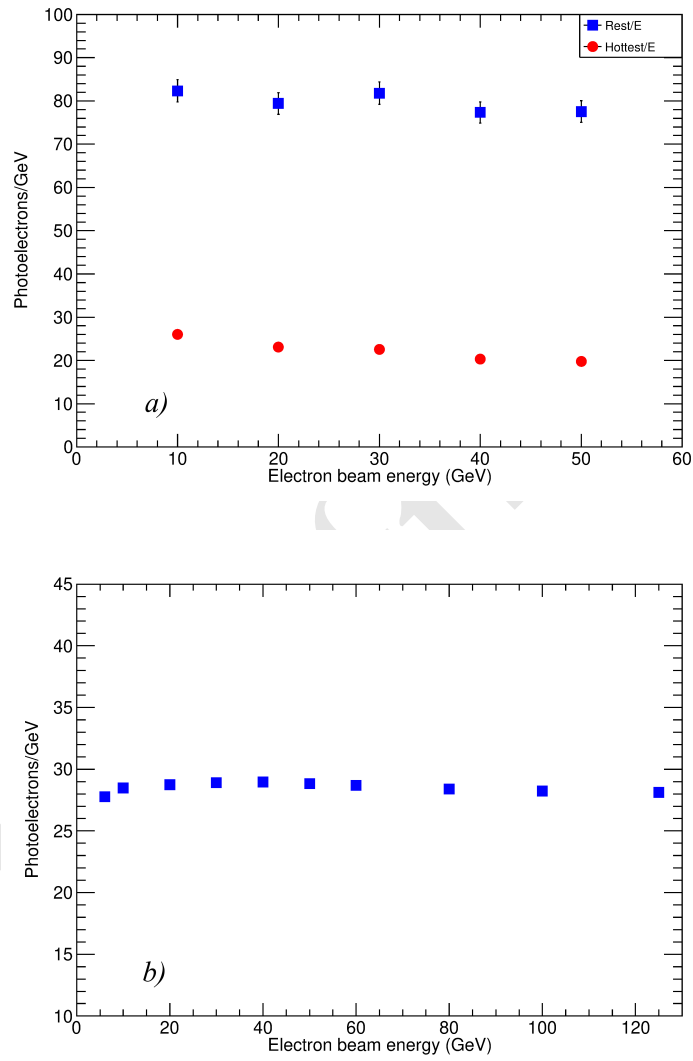 100
90
80
70
60
50
40
30
20
10
0
Photoelectrons/GeV
Rest/E
Hottest/E
a)
0 10 20 30 40 50 60
Electron beam energy (GeV)
45
40
35
30
25
20
15
10
Photoelectrons/GeV
b)
0 20 40 60 80 100 120
Electron beam energy (GeV)